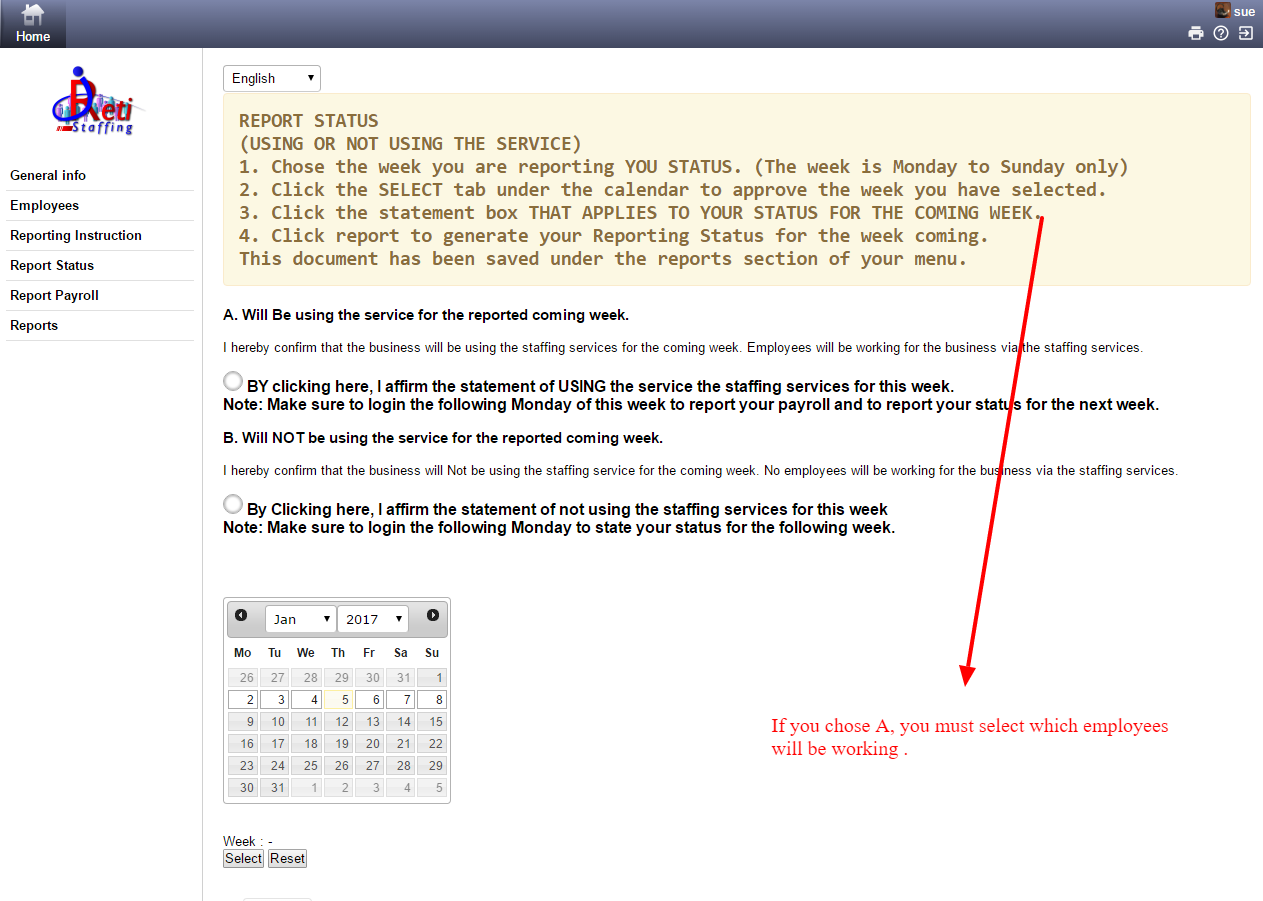 Home
sue
Reti
Staffing
General info
Employees
Reporting Instruction
Report Status
Report Payroll
Reports
English
REPORT STATUS
(USING OR NOT USING THE SERVICE)
1. Chose the week you are reporting YOU STATUS. (The week is Monday to Sunday only)
2. Click the SELECT tab under the calendar to approve the week you have selected.
3. Click the statement box THAT APPLIES TO YOUR STATUS FOR THE COMING WEEK.
4. Click report to generate your Reporting Status for the week coming.
This document has been saved under the reports section of your menu.
A. Will Be using the service for the reported coming week.
I hereby confirm that the business will be using the staffing services for the coming week. Employees will be working for the business via the staffing services.
BY clicking here, I affirm the statement of USING the service the staffing services for this week.
Note: Make sure to login the following Monday of this week to report your payroll and to report your status for the next week.
B. Will NOT be using the service for the reported coming week.
I hereby confirm that the business will Not be using the staffing service for the coming week. No employees will be working for the business via the staffing services.
By Clicking here, I affirm the statement of not using the staffing services for this week
Note: Make sure to login the following Monday to state your status for the following week.
Jan 2017
Mo Tu We Th Fr Sa Su
26 27 28 29 30 31 1
2 3 4 5 6 7 8
9 10 11 12 13 14 15
16 17 18 19 20 21 22
23 24 25 26 27 28 29
30 31 1 2 3 4 5
If you chose A, you must select which employees
will be working .
Week : -
Select Reset